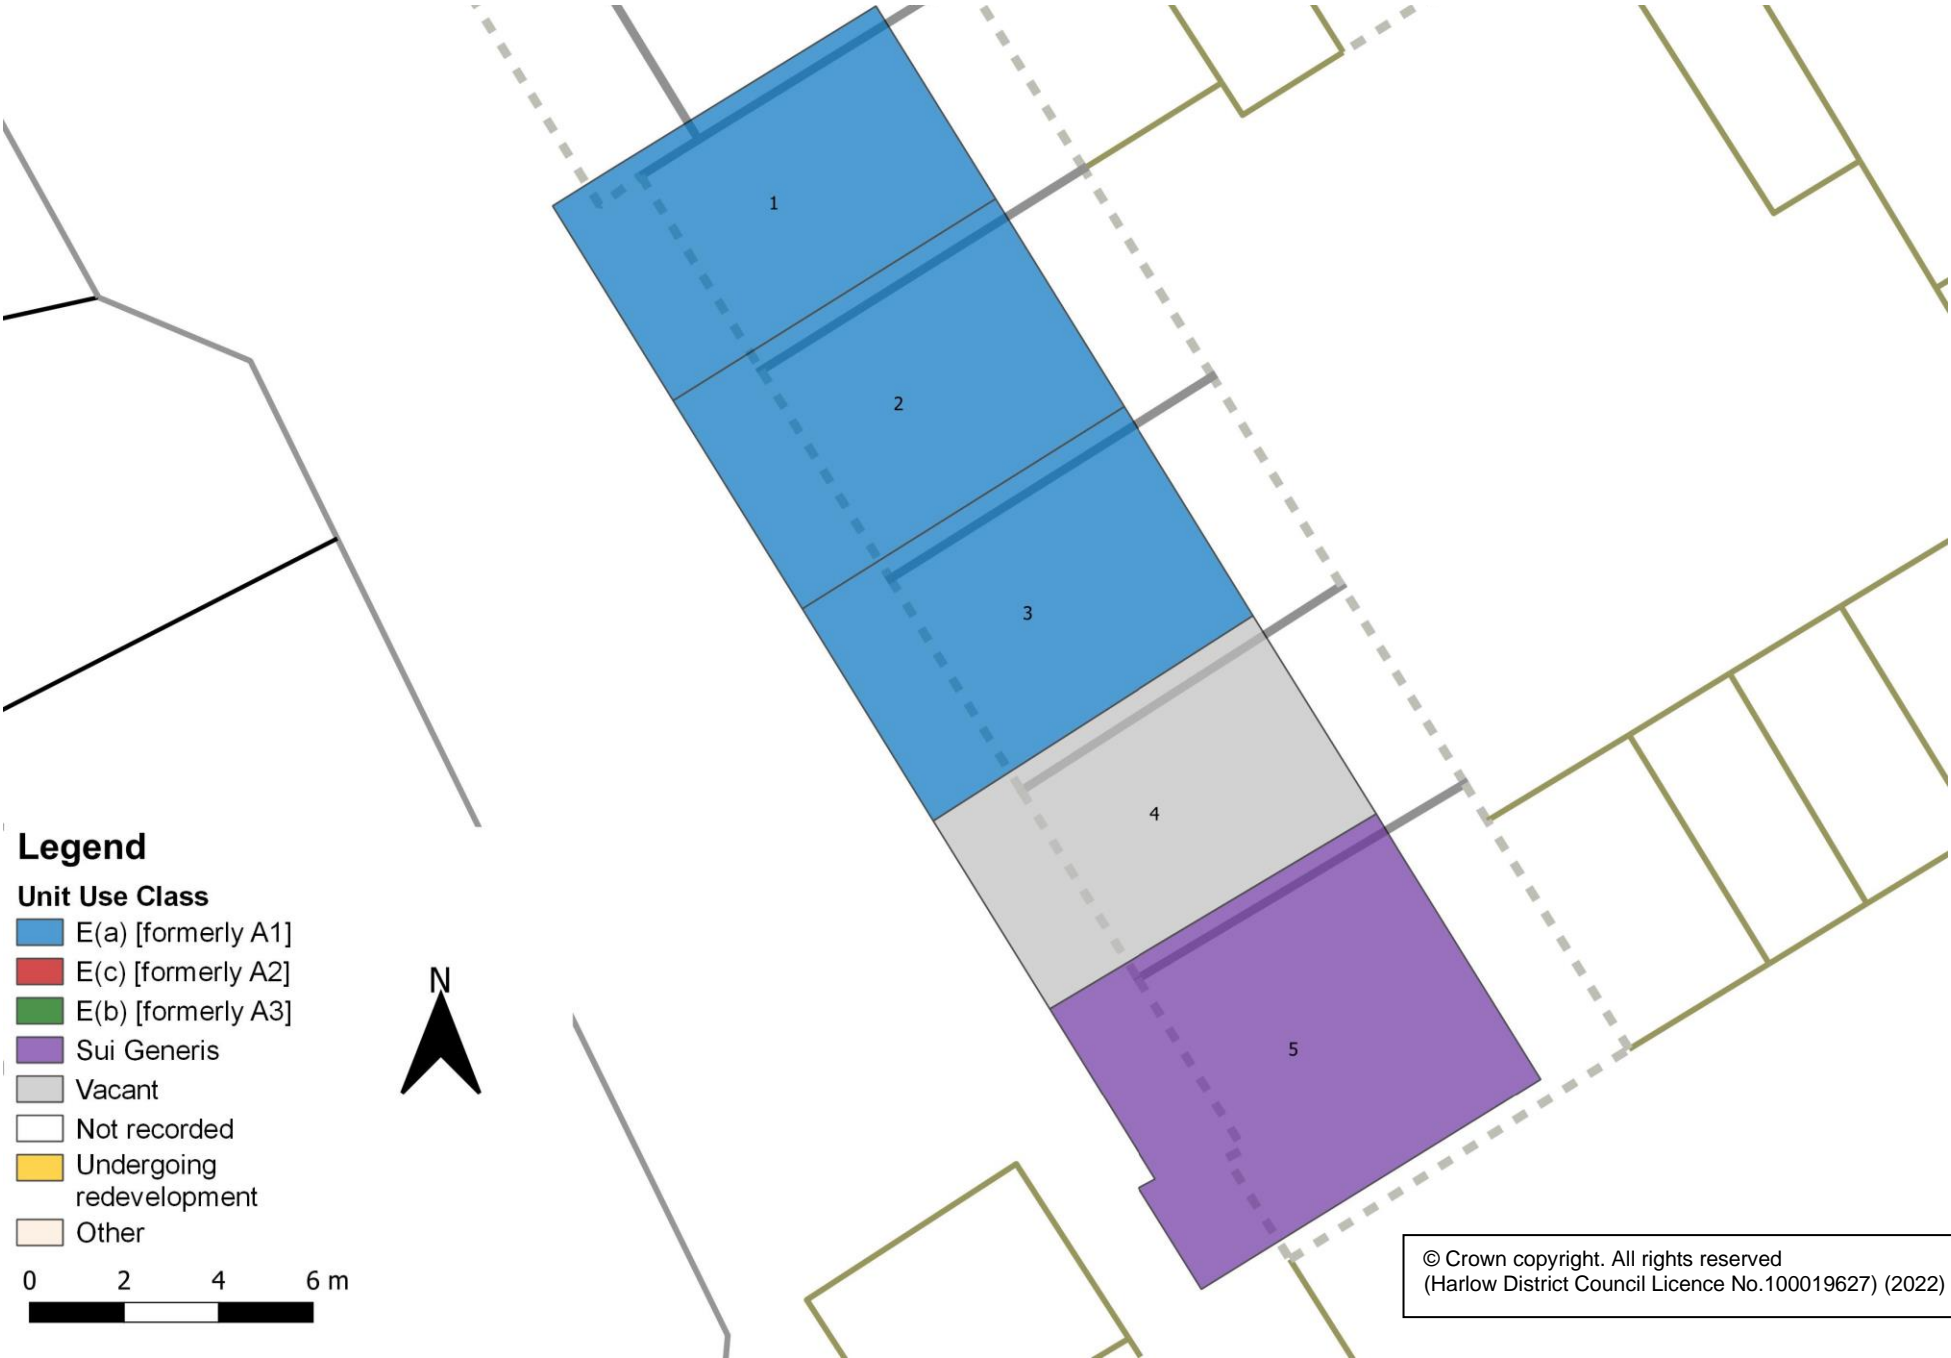 1
2
3
4
5
Legend
Unit Use Class
E(a) [formerly A1]
E(c) [formerly A2]
E(b) [formerly A3]
Sui Generis
Vacant
Not recorded
Undergoing
redevelopment
Other
N
0 2 4 6 m
© Crown copyright. All rights reserved
(Harlow District Council Licence No.100019627) (2022)